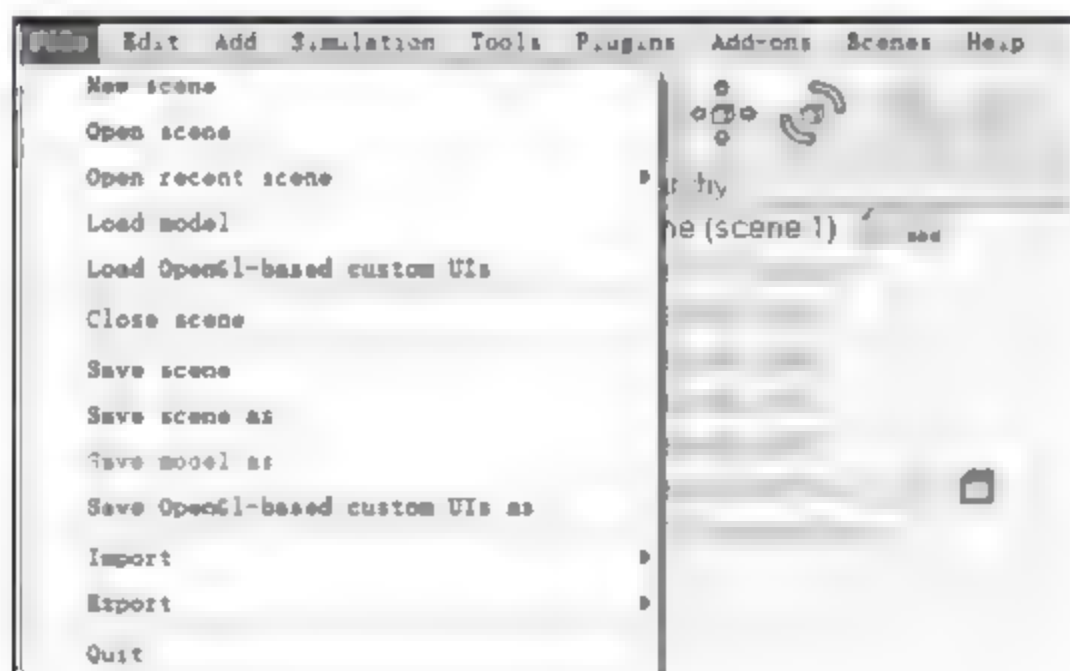 File Edit Add Simulation Tools Plugins Add-ons Scenes Help
New scene
Open scene
Open recent scene
Load model
Load OpenGl-based custom UIs
Close scene
Save scene
Save scene as
Save model as
Save OpenGl-based custom UIs as
Import
Export
Quit
(scene 1)